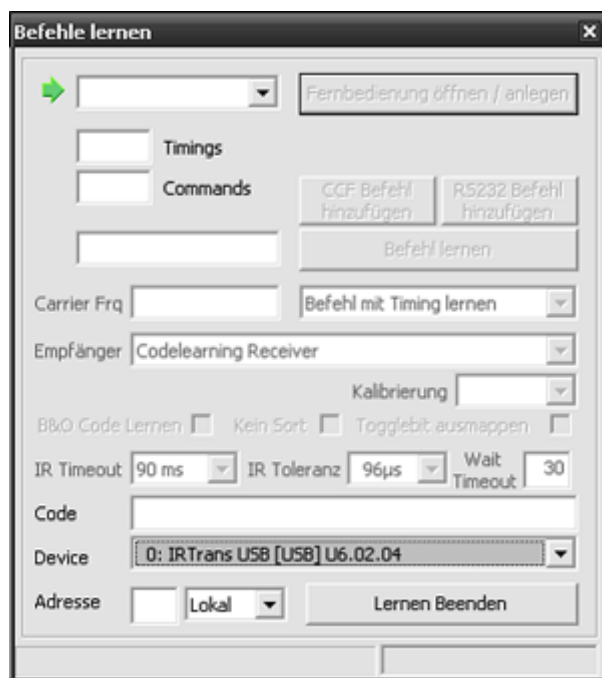 Befehle lernen
Fernbedienung öffnen / anlegen
Timings
Commands
CCF Befehl hinzufügen
RS232 Befehl hinzufügen
Befehl lernen
Carrier Frq
Befehl mit Timing lernen
Empfänger Codelearning Receiver
Kalibrierung
B&O Code Lernen Kein Sort Togglebit ausmappen
IR Timeout 90 ms IR Toleranz 96µs Wait Timeout 30
Code
Device 0: IRTrans USB [USB] U6.02.04
Adresse Lokal Lernen Beenden